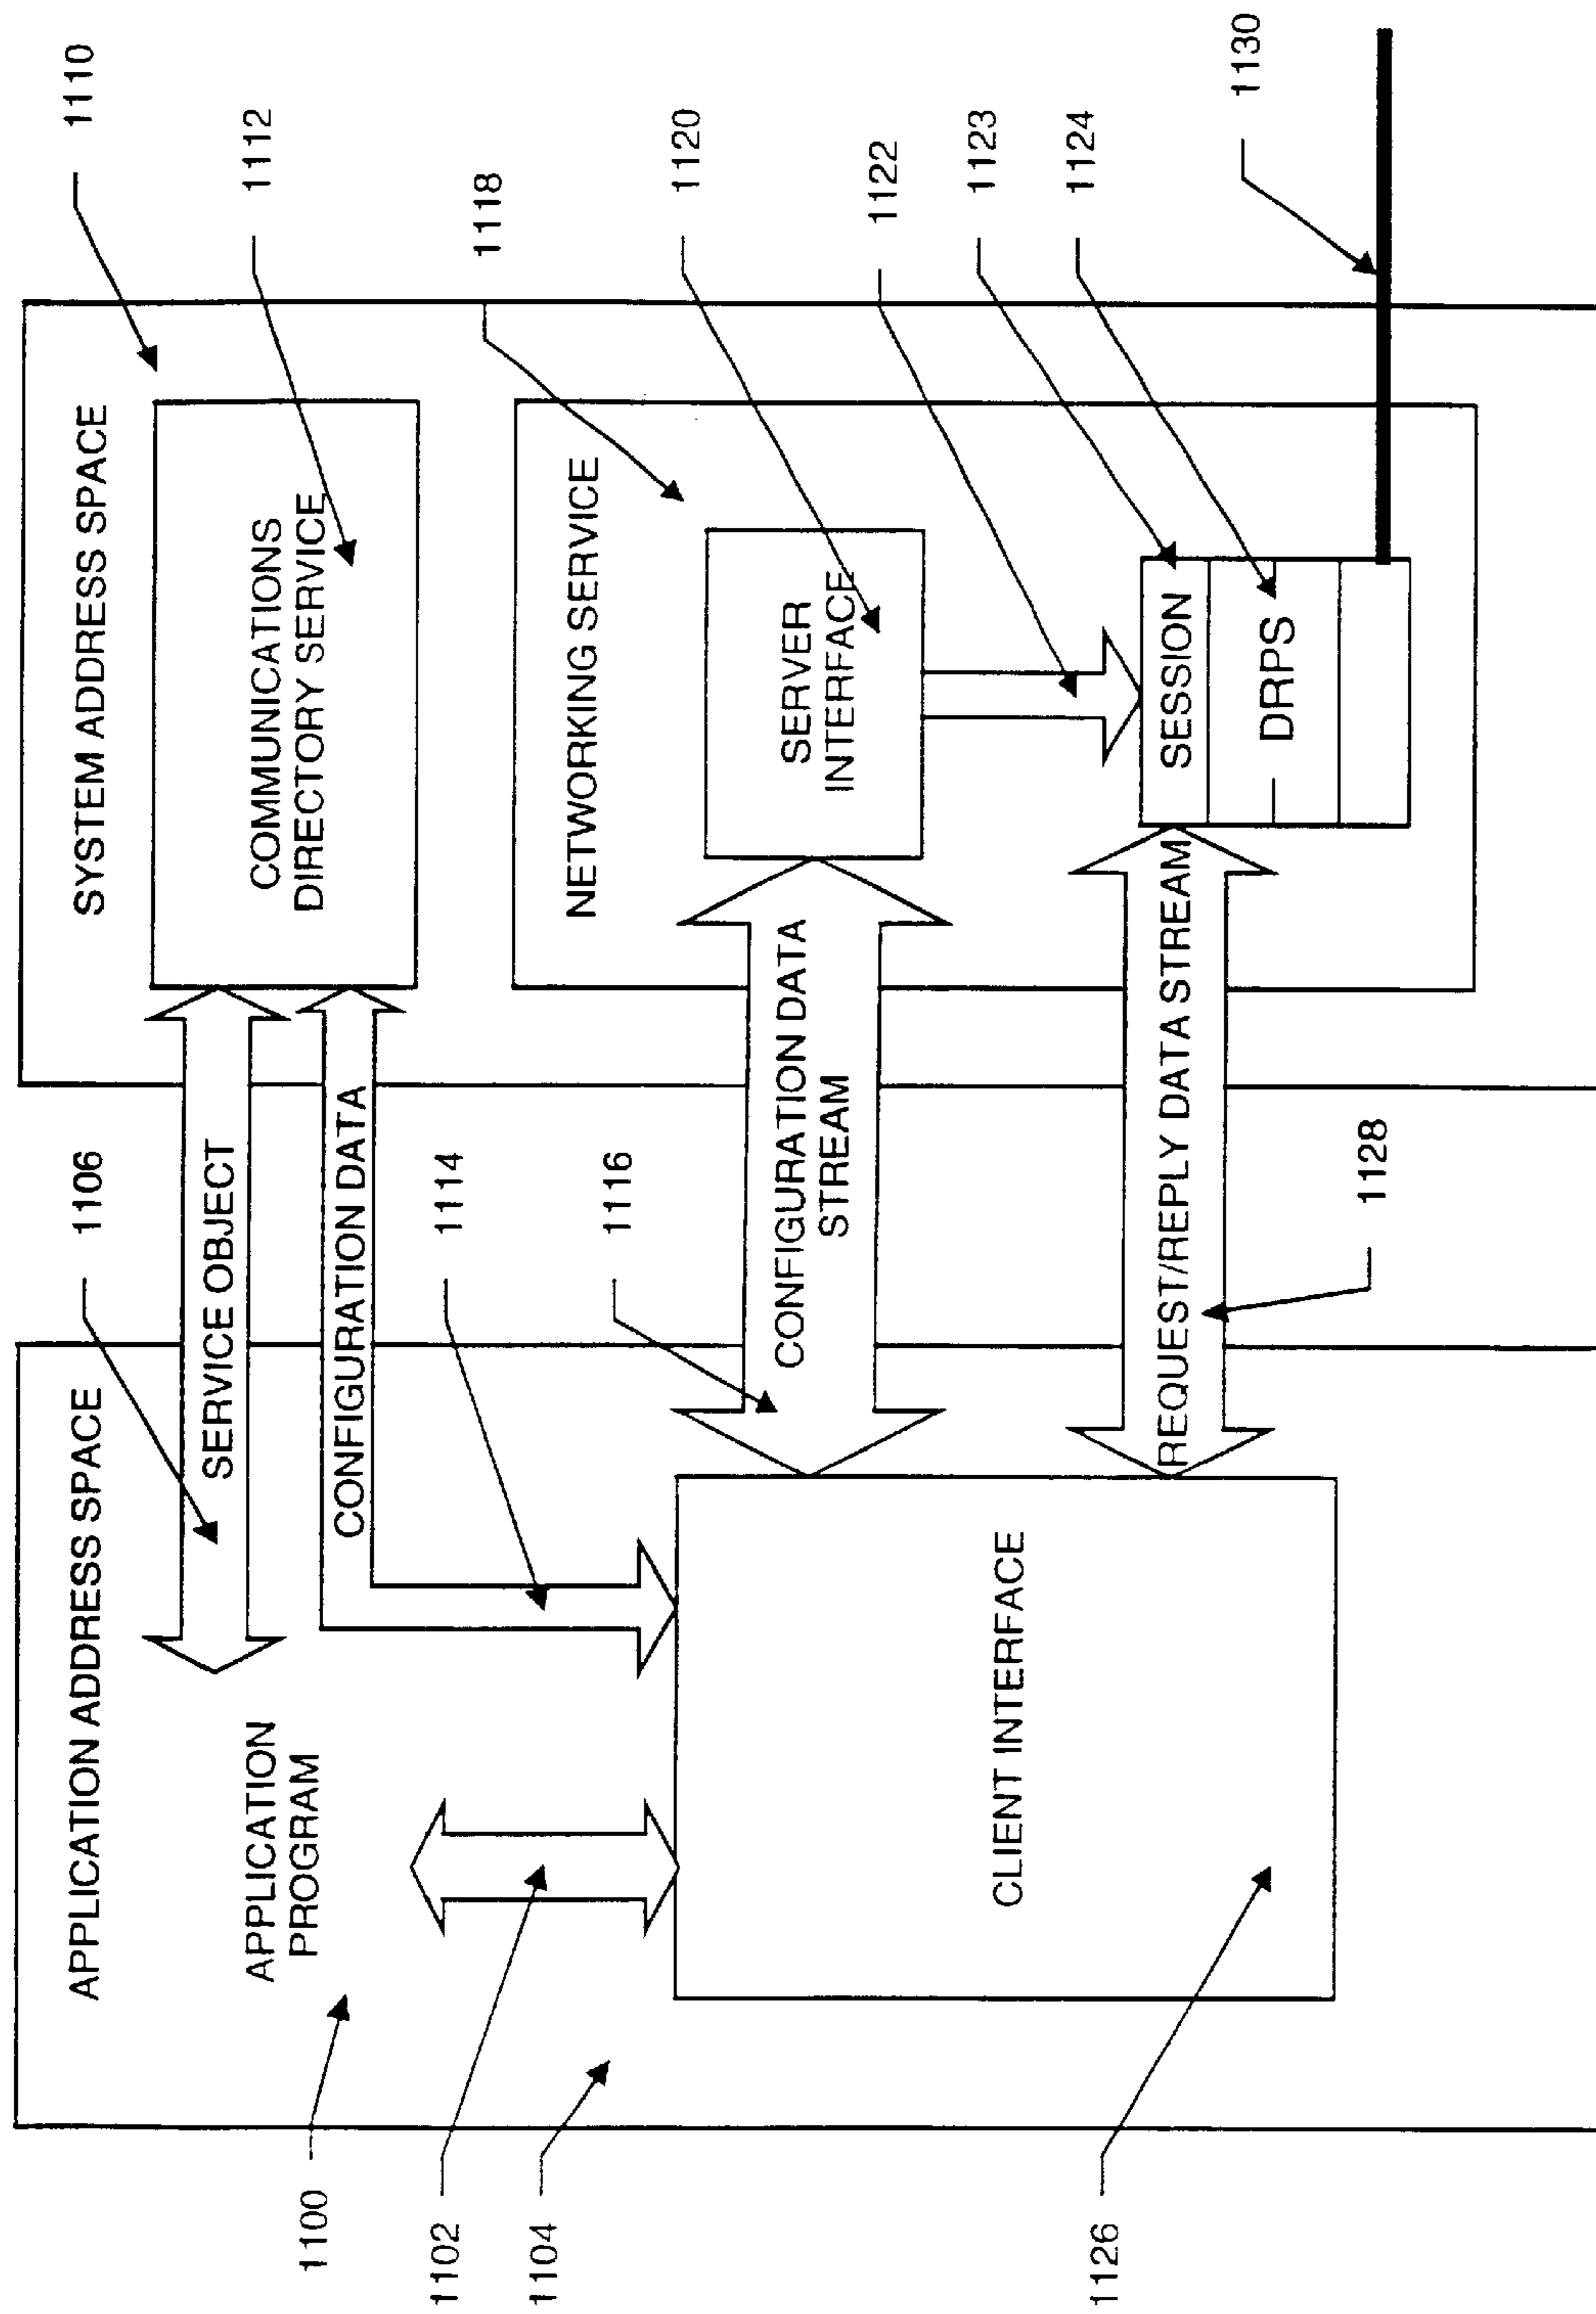 1110
1112
1118
1120
1122
1123
1124
1130
SYSTEM ADDRESS SPACE
COMMUNICATIONS
DIRECTORY SERVICE
NETWORKING SERVICE
SERVER
INTERFACE
SESSION
DRPS
1106
SERVICE OBJECT
CONFIGURATION DATA
1114
1116
CONFIGURATION DATA
STREAM
REQUEST/REPLY DATA STREAM
1128
APPLICATION ADDRESS SPACE
APPLICATION
PROGRAM
CLIENT INTERFACE
1100
1102
1104
1126